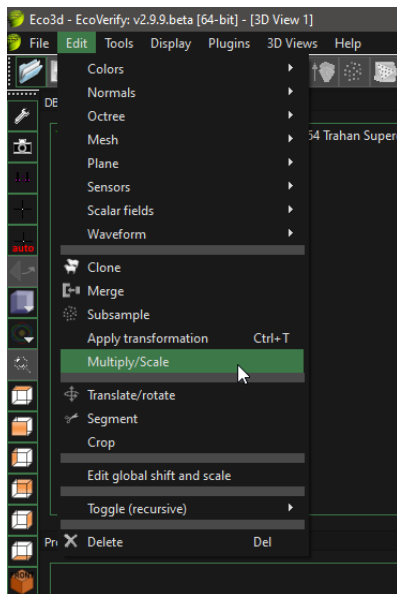 Eco3d - EcoVerify: v2.9.9.beta [64-bit] - [3D View 1]
File Edit Tools Display Plugins 3D Views Help
Colors
DB
Normals
Octree
54 Trahan Super
Mesh
Plane
Sensors
Scalar fields
auto
Waveform
Clone
Merge
Subsample
Apply transformation Ctrl+T
Multiply/Scale
Translate/rotate
Segment
Crop
Edit global shift and scale
Toggle (recursive)
Pr
Delete Del
FRONT